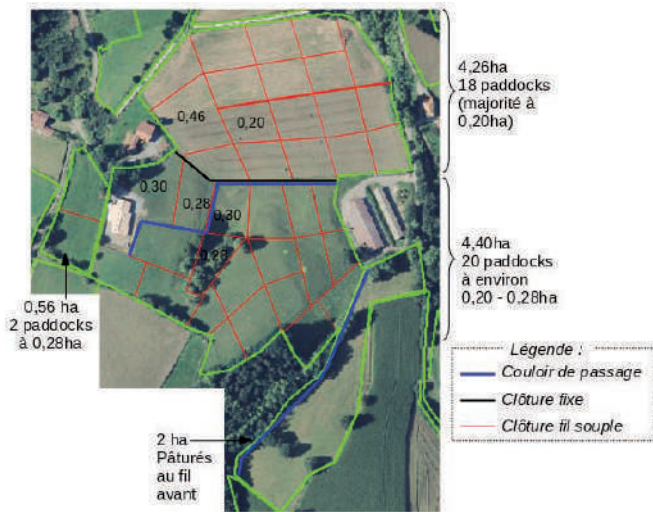 4,26ha
18 paddocks
(majorité à
0,20ha)
0,46
0,20
0,30
0,28
0,30
0,28
4,40ha
20 paddocks
à environ
0,20 - 0,28ha
0,56 ha
2 paddocks
à 0,28ha
Légende :
Couloir de passage
Clôture fixe
Clôture fil souple
2 ha
Pâturés
au fil
avant